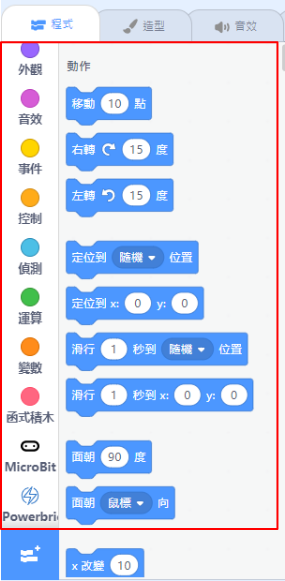 程式
造型
音效
外觀
音效
事件
控制
偵測
運算
變數
函式積木
MicroBit
Powerbri
動作
移動 10 點
右轉 15 度
左轉 15 度
定位到 隨機 位置
定位到 x: 0 y: 0
滑行 1 秒到 隨機 位置
滑行 1 秒到 x: 0 y: 0
面朝 90 度
面朝 鼠標 向
x 改變 10